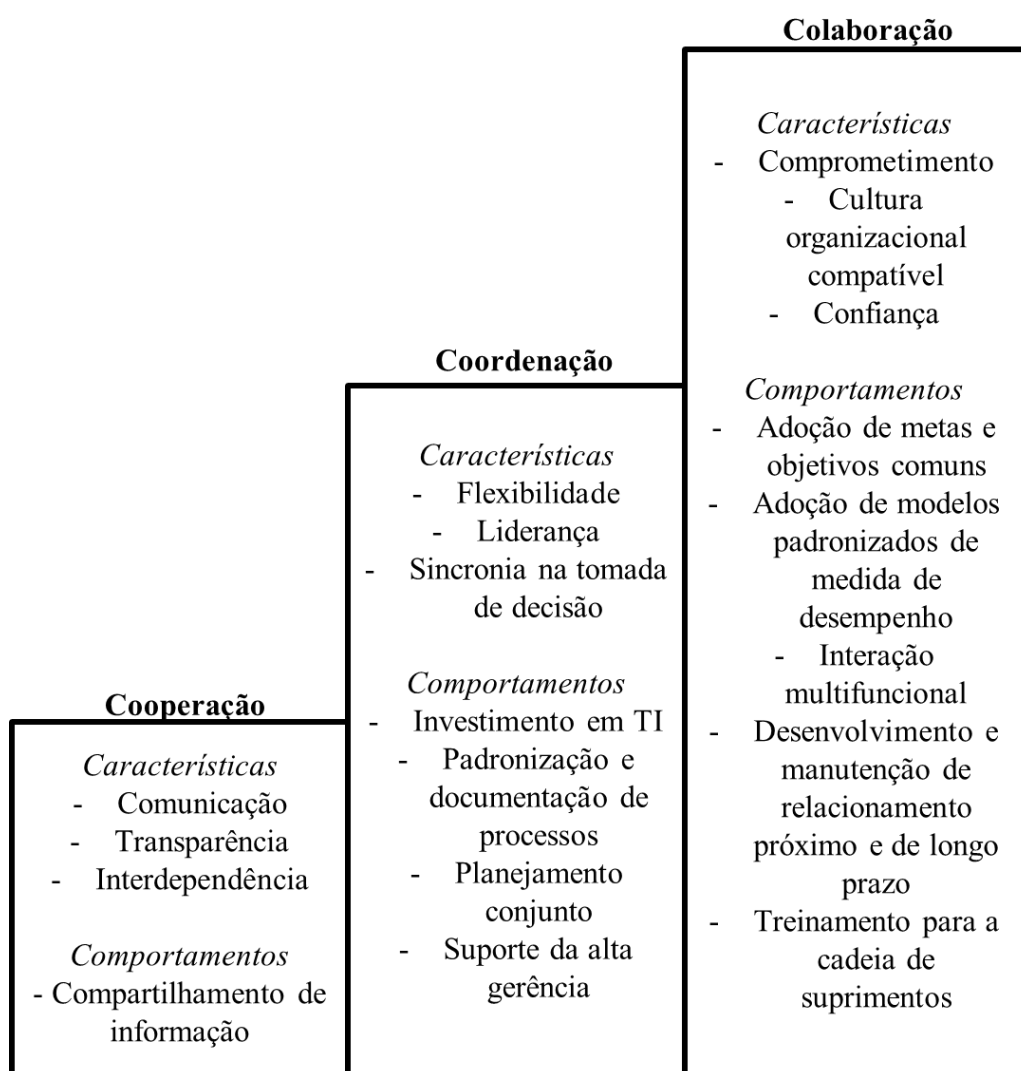 Colaboração
Características
- Comprometimento
- Cultura
organizacional
compatível
- Confiança
Comportamentos
- Adoção de metas e
objetivos comuns
- Adoção de modelos
padronizados de
medida de
desempenho
- Interação
multifuncional
- Desenvolvimento e
manutenção de
relacionamento
próximo e de longo
prazo
- Treinamento para a
cadeia de
suprimentos
Coordenação
Características
- Flexibilidade
- Liderança
- Sincronia na tomada
de decisão
Comportamentos
- Investimento em TI
- Padronização e
documentação de
processos
- Planejamento
conjunto
- Suporte da alta
gerência
Cooperação
Características
- Comunicação
- Transparência
- Interdependência
Comportamentos
- Compartilhamento de
informação